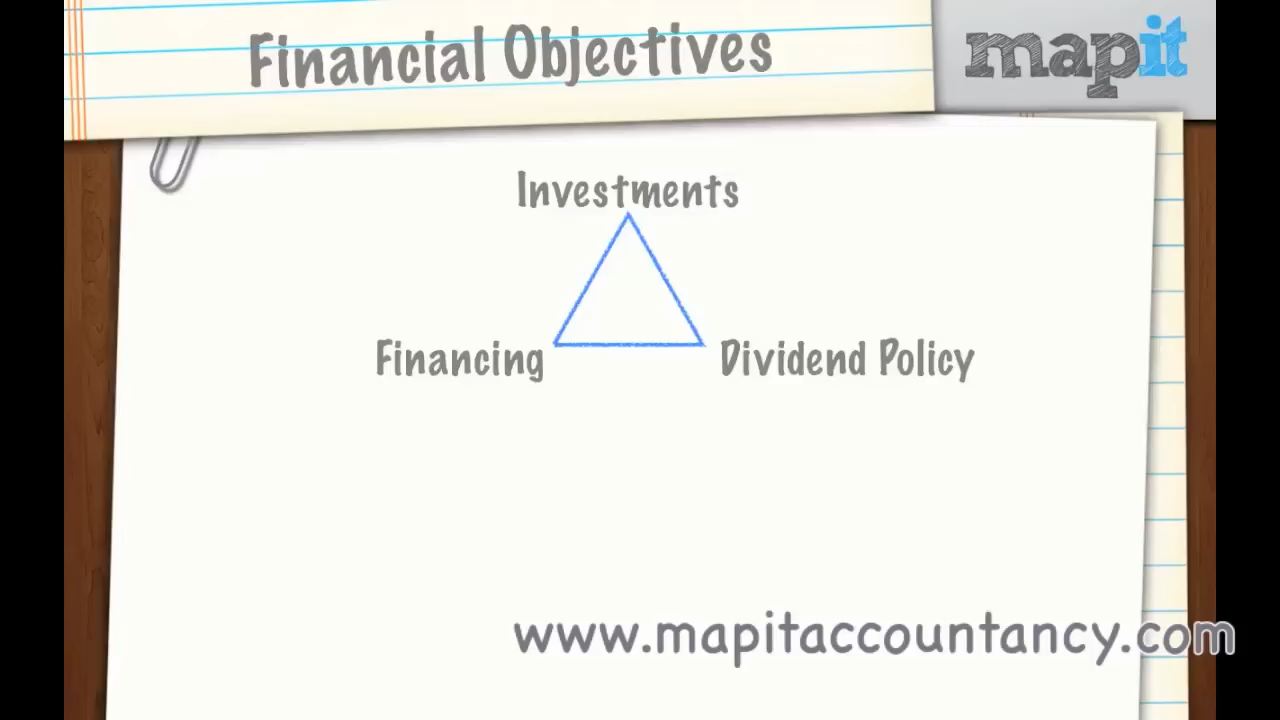 Financial Objectives
mapit
Investments
Financing
Dividend Policy
www.mapitaccountancy.com